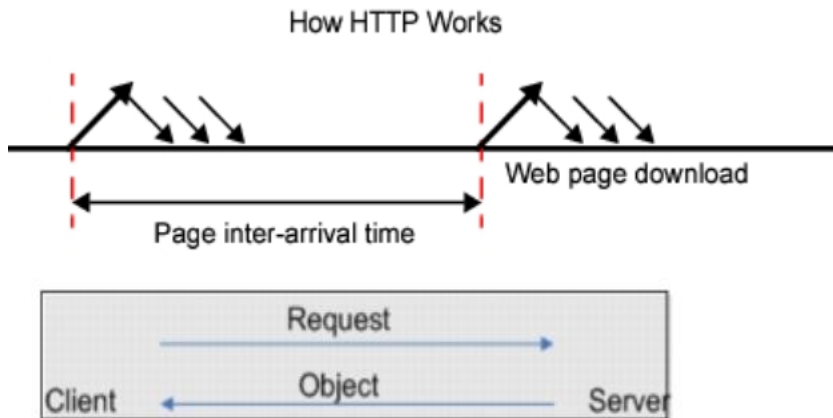 How HTTP Works
Web page download
Page inter-arrival time
Request
Object
Client
Server